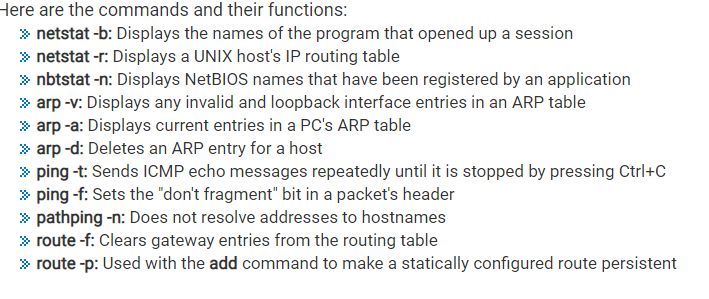 Here are the commands and their functions:
netstat -b: Displays the names of the program that opened up a session
netstat -r: Displays a UNIX host's IP routing table
nbtstat -n: Displays NetBIOS names that have been registered by an application
arp -v: Displays any invalid and loopback interface entries in an ARP table
arp -a: Displays current entries in a PC's ARP table
arp -d: Deletes an ARP entry for a host
ping -t: Sends ICMP echo messages repeatedly until it is stopped by pressing Ctrl+C
ping -f: Sets the "don't fragment" bit in a packet's header
pathping -n: Does not resolve addresses to hostnames
route -f: Clears gateway entries from the routing table
route -p: Used with the add command to make a statically configured route persistent